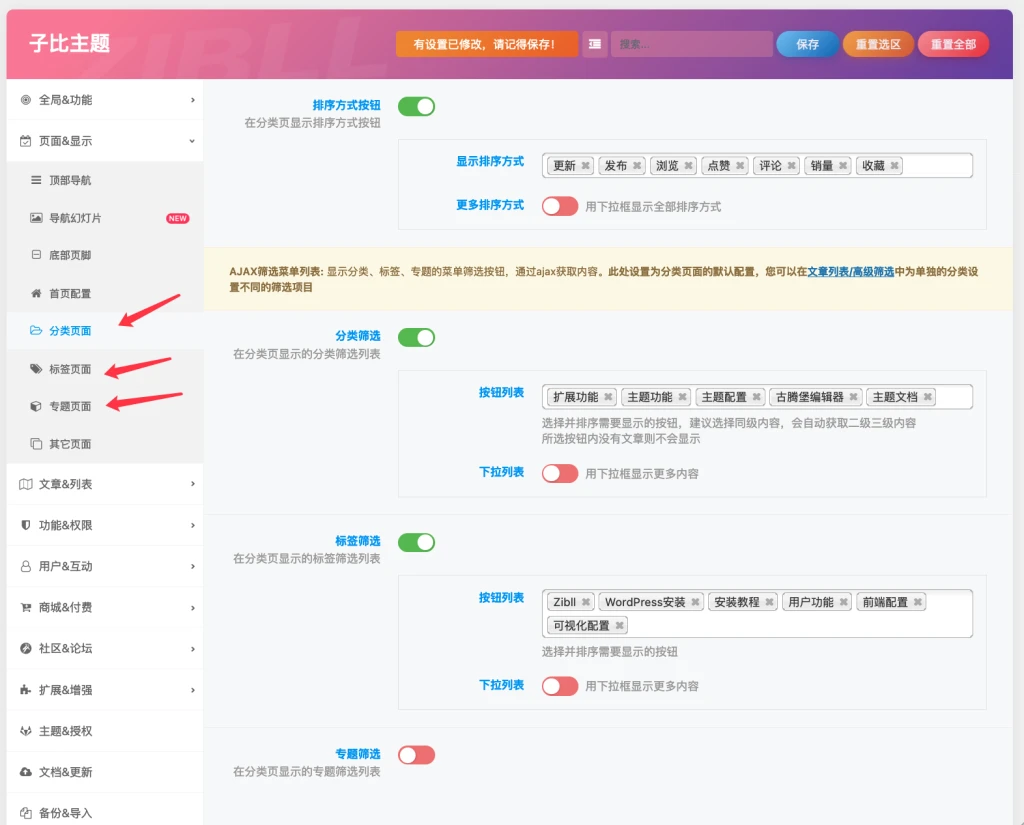 子比主题
ZIBLL
有设置已修改，请记得保存！
搜索...
保存
重置选区
重置全部
全局&功能
页面&显示
顶部导航
导航幻灯片 NEW
底部页脚
首页配置
分类页面
标签页面
专题页面
其它页面
文章&列表
功能&权限
用户&互动
商城&付费
社区&论坛
扩展&增强
主题&授权
文档&更新
备份&导入
排序方式按钮
在分类页显示排序方式按钮
显示排序方式
更新 发布 浏览 点赞 评论 销量 收藏
更多排序方式
用下拉框显示全部排序方式
AJAX筛选菜单列表: 显示分类、标签、专题的菜单筛选按钮，通过ajax获取内容。此处设置为分类页面的默认配置，您可以在文章列表/高级筛选中为单独的分类设
置不同的筛选项目
分类筛选
在分类页显示的分类筛选列表
按钮列表
扩展功能 主题功能 主题配置 古腾堡编辑器 主题文档
选择并排序需要显示的按钮，建议选择同级内容，会自动获取二级三级内容
所选按钮内没有文章则不会显示
下拉列表
用下拉框显示更多内容
标签筛选
在分类页显示的标签筛选列表
按钮列表
Zibll WordPress安装 安装教程 用户功能 前端配置
可视化配置
选择并排序需要显示的按钮
下拉列表
用下拉框显示更多内容
专题筛选
在分类页显示的专题筛选列表